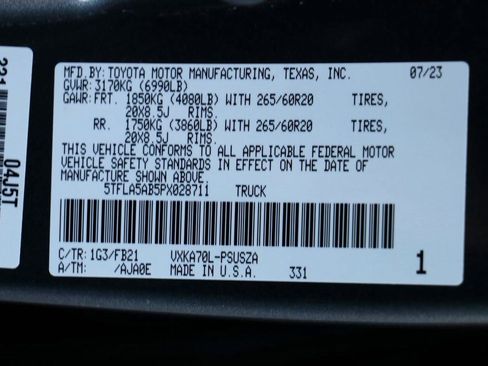 MFD.BY: TOYOTA MOTOR MANUFACTURING, TEXAS, INC. 07/23
GVWR: 3170KG (6990LB)
GAWR: FRT. 1850KG (4080LB) WITH 265/60R20 TIRES,
20X8.5J RIMS.
RR. 1750KG (3860LB) WITH 265/60R20 TIRES,
20X8.5J RIMS.
THIS VEHICLE CONFORMS TO ALL APPLICABLE FEDERAL MOTOR
VEHICLE SAFETY STANDARDS IN EFFECT ON THE DATE OF
MANUFACTURE SHOWN ABOVE.
5TFLA5AB5PX028711 TRUCK
C/TR: 1G3/FB21 VXKA70L-PSUSZA
A/TM: /AJA0E MADE IN U.S.A. 331 1
04J5T